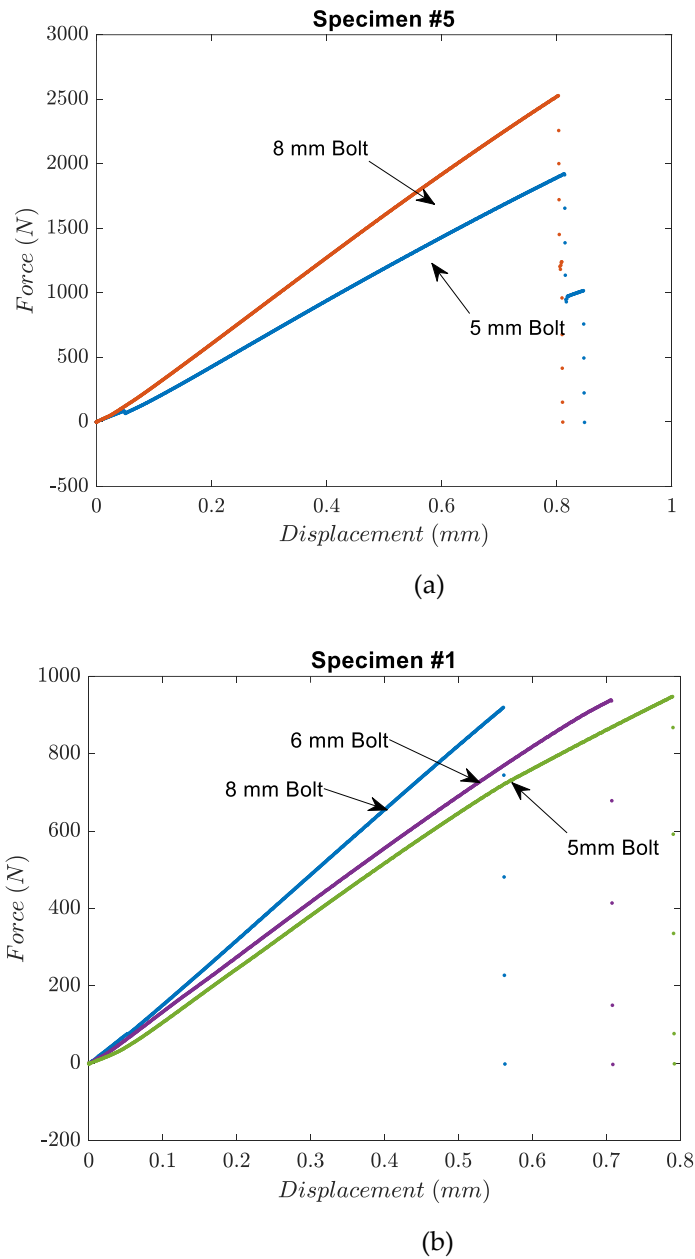 Specimen #5
3000
2500
2000
1500
1000
500
0
-500
Force (N)
8 mm Bolt
5 mm Bolt
0 0.2 0.4 0.6 0.8 1
Displacement (mm)
(a)
Specimen #1
1000
800
600
400
200
0
-200
Force (N)
6 mm Bolt
8 mm Bolt
5mm Bolt
0 0.1 0.2 0.3 0.4 0.5 0.6 0.7 0.8
Displacement (mm)
(b)